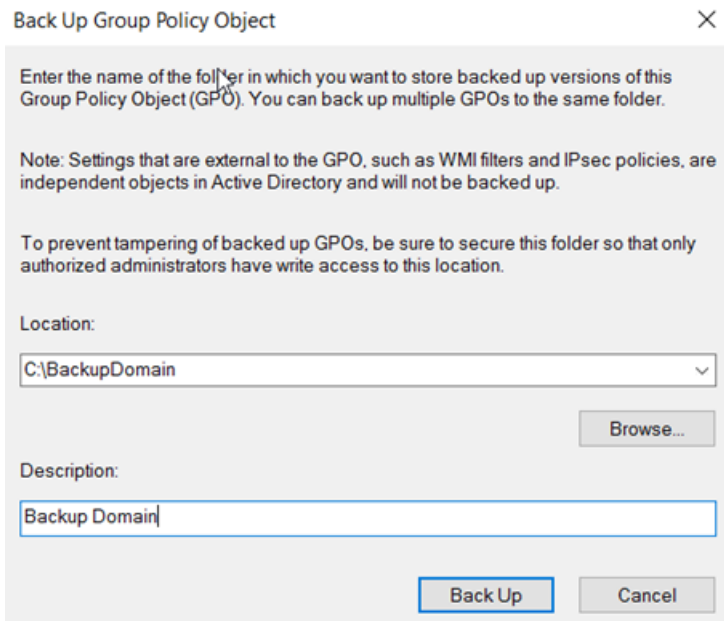 Back Up Group Policy Object
Enter the name of the folder in which you want to store backed up versions of this
Group Policy Object (GPO). You can back up multiple GPOs to the same folder.
Note: Settings that are external to the GPO, such as WMI filters and IPsec policies, are
independent objects in Active Directory and will not be backed up.
To prevent tampering of backed up GPOs, be sure to secure this folder so that only
authorized administrators have write access to this location.
Location:
C:\BackupDomain
Browse...
Description:
Backup Domain
Back Up
Cancel